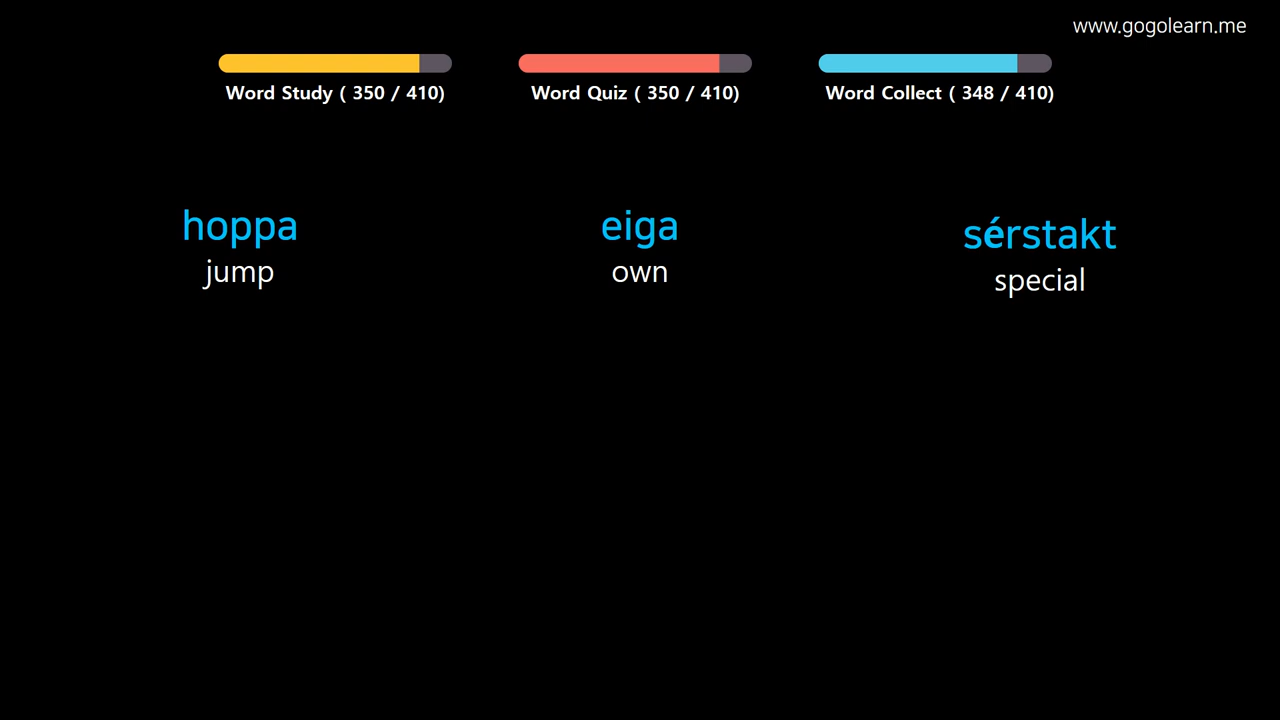 www.gogolearn.me
Word Study ( 350 / 410)
Word Quiz ( 350 / 410)
Word Collect ( 348 / 410)
hoppa
jump
eiga
own
sérstakt
special